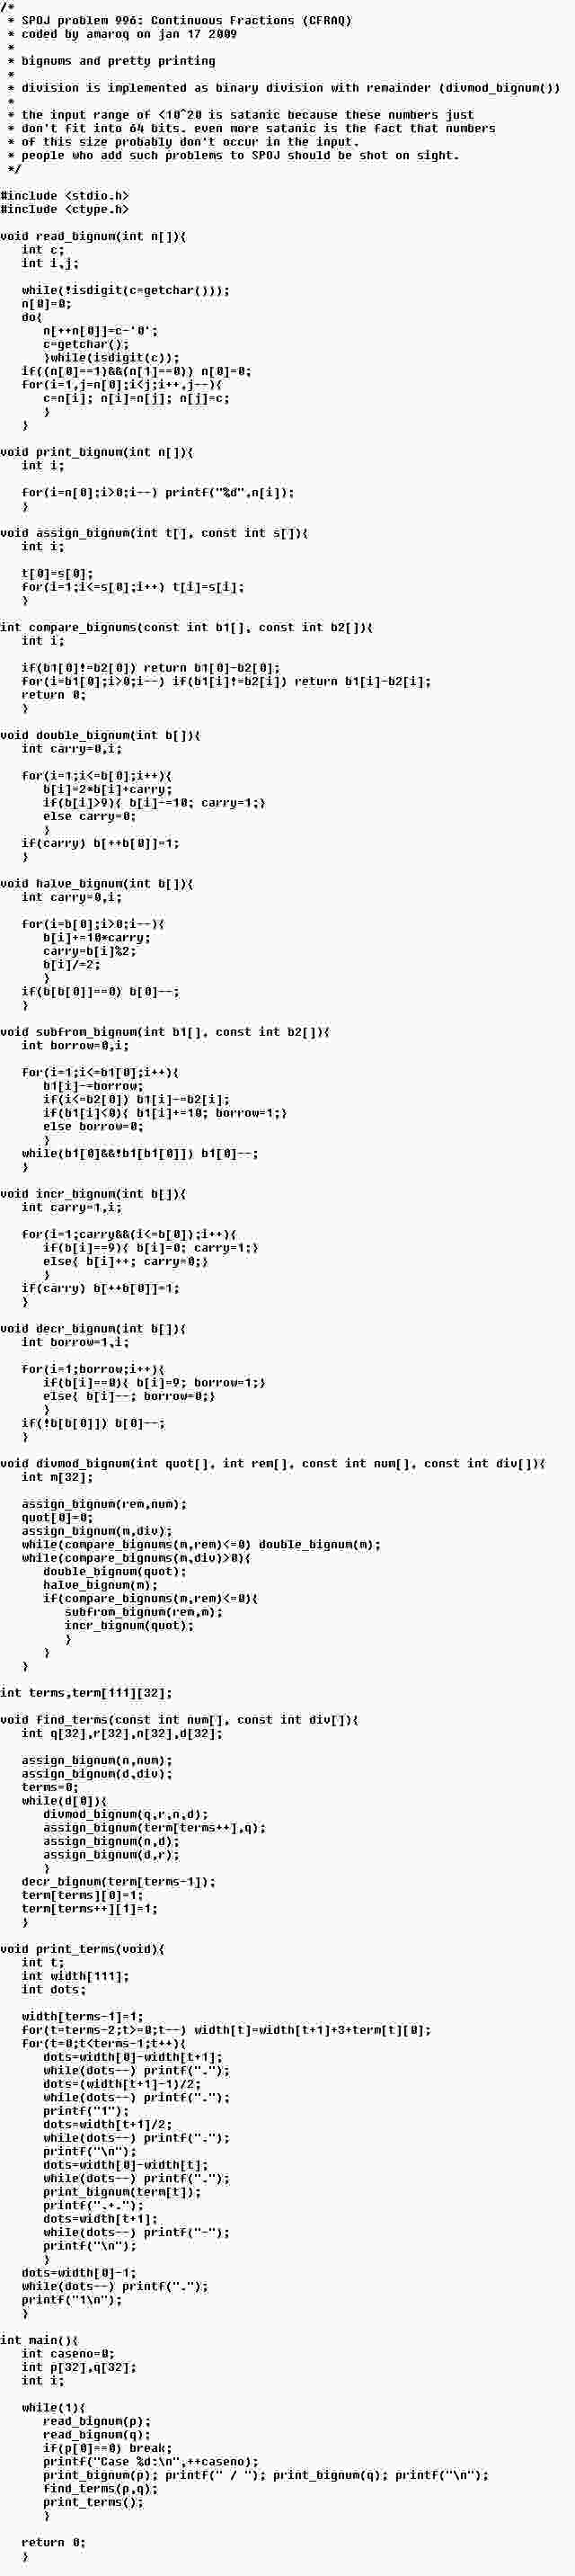 /*
 * SPOJ problem 996: Continuous Fractions (CFRAQ)
 * coded by amaroq on jan 17 2009
 *
 * bignums and pretty printing
 *
 * division is implemented as binary division with remainder (divmod_bignum())
 *
 * the input range of <10^20 is satanic because these numbers just
 * don't fit into 64 bits. even more satanic is the fact that numbers
 * of this size probably don't occur in the input.
 * people who add such problems to SPOJ should be shot on sight.
 */

#include <stdio.h>
#include <ctype.h>

void read_bignum(int n[]){
   int c;
   int i,j;

   while(!isdigit(c=getchar()));
   n[0]=0;
   do{
      n[++n[0]]=c-'0';
      c=getchar();
      }while(isdigit(c));
   if((n[0]==1)&&(n[1]==0)) n[0]=0;
   for(i=1,j=n[0];i<j;i++,j--){
      c=n[i]; n[i]=n[j]; n[j]=c;
      }
   }

void print_bignum(int n[]){
   int i;

   for(i=n[0];i>0;i--) printf("%d",n[i]);
   }

void assign_bignum(int t[], const int s[]){
   int i;

   t[0]=s[0];
   for(i=1;i<=s[0];i++) t[i]=s[i];
   }

int compare_bignums(const int b1[], const int b2[]){
   int i;

   if(b1[0]!=b2[0]) return b1[0]-b2[0];
   for(i=b1[0];i>0;i--) if(b1[i]!=b2[i]) return b1[i]-b2[i];
   return 0;
   }

void double_bignum(int b[]){
   int carry=0,i;

   for(i=1;i<=b[0];i++){
      b[i]=2*b[i]+carry;
      if(b[i]>9){ b[i]-=10; carry=1;}
      else carry=0;
      }
   if(carry) b[++b[0]]=1;
   }

void halve_bignum(int b[]){
   int carry=0,i;

   for(i=b[0];i>0;i--){
      b[i]+=10*carry;
      carry=b[i]%2;
      b[i]/=2;
      }
   if(b[b[0]]==0) b[0]--;
   }

void subfrom_bignum(int b1[], const int b2[]){
   int borrow=0,i;

   for(i=1;i<=b1[0];i++){
      b1[i]-=borrow;
      if(i<=b2[0]) b1[i]-=b2[i];
      if(b1[i]<0){ b1[i]+=10; borrow=1;}
      else borrow=0;
      }
   while(b1[0]&&!b1[b1[0]]) b1[0]--;
   }

void incr_bignum(int b[]){
   int carry=1,i;

   for(i=1;carry&&(i<=b[0]);i++){
      if(b[i]==9){ b[i]=0; carry=1;}
      else{ b[i]++; carry=0;}
      }
   if(carry) b[++b[0]]=1;
   }

void decr_bignum(int b[]){
   int borrow=1,i;

   for(i=1;borrow;i++){
      if(b[i]==0){ b[i]=9; borrow=1;}
      else{ b[i]--; borrow=0;}
      }
   if(!b[b[0]]) b[0]--;
   }

void divmod_bignum(int quot[], int rem[], const int num[], const int div[]){
   int m[32];

   assign_bignum(rem,num);
   quot[0]=0;
   assign_bignum(m,div);
   while(compare_bignums(m,rem)<=0) double_bignum(m);
   while(compare_bignums(m,div)>0){
      double_bignum(quot);
      halve_bignum(m);
      if(compare_bignums(m,rem)<=0){
         subfrom_bignum(rem,m);
         incr_bignum(quot);
         }
      }
   }

int terms,term[111][32];

void find_terms(const int num[], const int div[]){
   int q[32],r[32],n[32],d[32];

   assign_bignum(n,num);
   assign_bignum(d,div);
   terms=0;
   while(d[0]){
      divmod_bignum(q,r,n,d);
      assign_bignum(term[terms++],q);
      assign_bignum(n,d);
      assign_bignum(d,r);
      }
   decr_bignum(term[terms-1]);
   term[terms][0]=1;
   term[terms++][1]=1;
   }

void print_terms(void){
   int t;
   int width[111];
   int dots;

   width[terms-1]=1;
   for(t=terms-2;t>=0;t--) width[t]=width[t+1]+3+term[t][0];
   for(t=0;t<terms-1;t++){
      dots=width[0]-width[t+1];
      while(dots--) printf(".");
      dots=(width[t+1]-1)/2;
      while(dots--) printf(".");
      printf("1");
      dots=width[t+1]/2;
      while(dots--) printf(".");
      printf("\n");
      dots=width[0]-width[t];
      while(dots--) printf(".");
      print_bignum(term[t]);
      printf(".+.");
      dots=width[t+1];
      while(dots--) printf("-");
      printf("\n");
      }
   dots=width[0]-1;
   while(dots--) printf(".");
   printf("1\n");
   }

int main(){
   int caseno=0;
   int p[32],q[32];
   int i;

   while(1){
      read_bignum(p);
      read_bignum(q);
      if(p[0]==0) break;
      printf("Case %d:\n",++caseno);
      print_bignum(p); printf(" / "); print_bignum(q); printf("\n");
      find_terms(p,q);
      print_terms();
      }

   return 0;
   }